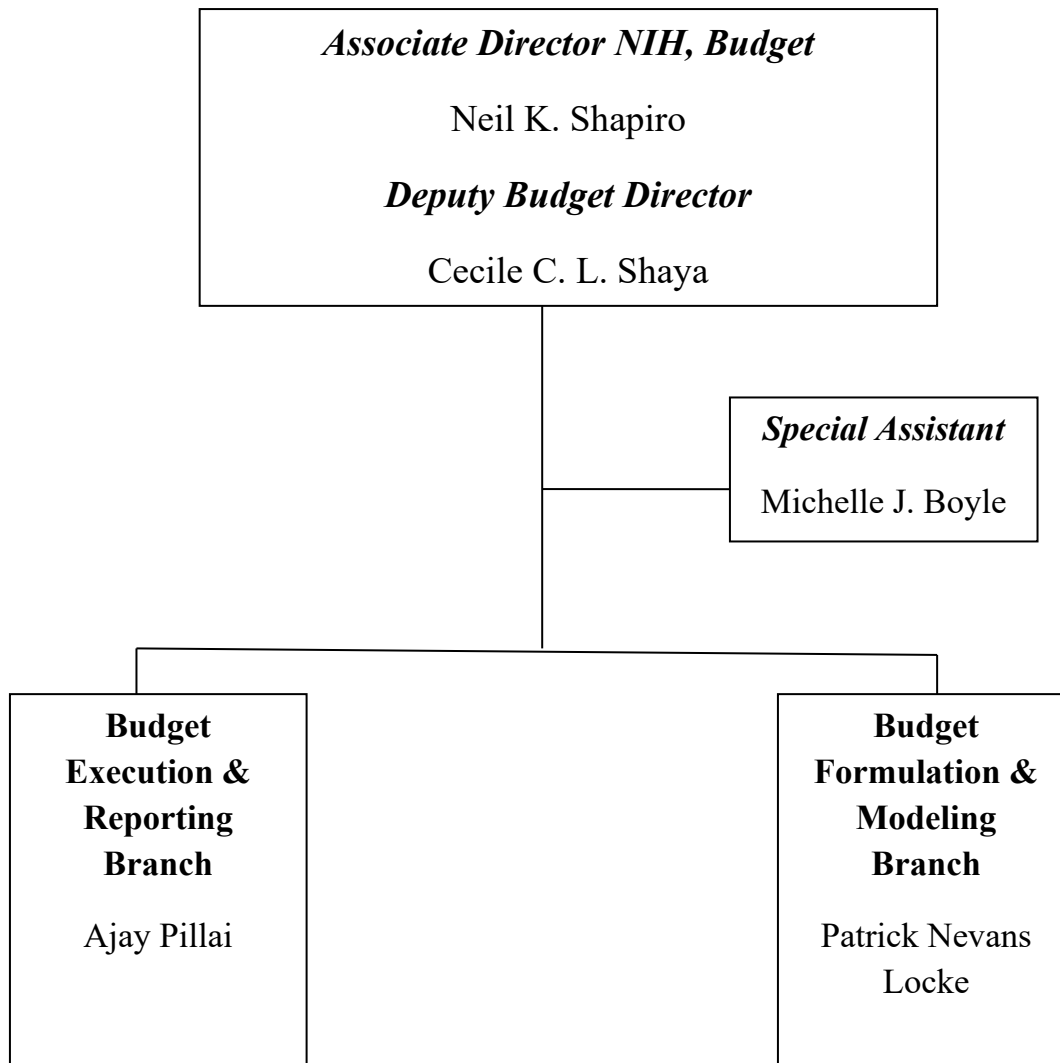 Associate Director NIH, Budget
Neil K. Shapiro
Deputy Budget Director
Cecile C. L. Shaya
Special Assistant
Michelle J. Boyle
Budget
Execution &
Reporting
Branch
Ajay Pillai
Budget
Formulation &
Modeling
Branch
Patrick Nevans
Locke